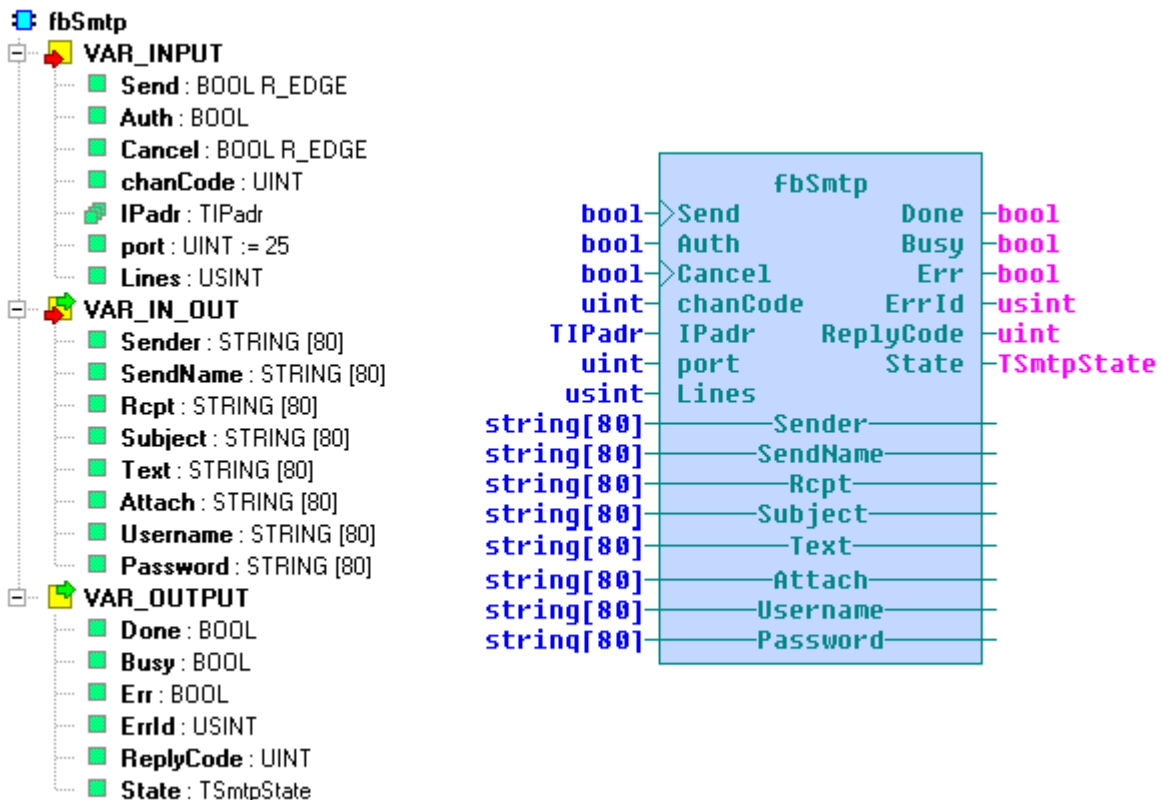 fbSmtp
VAR_INPUT
Send : BOOL R_EDGE
Auth : BOOL
Cancel : BOOL R_EDGE
chanCode : UINT
IPadr : TIPadr
port : UINT := 25
Lines : USINT
VAR_IN_OUT
Sender : STRING [80]
SendName : STRING [80]
Rcpt : STRING [80]
Subject : STRING [80]
Text : STRING [80]
Attach : STRING [80]
Username : STRING [80]
Password : STRING [80]
VAR_OUTPUT
Done : BOOL
Busy : BOOL
Err : BOOL
ErrId : USINT
ReplyCode : UINT
State : TSmtpState
fbSmtp
bool Send Done bool
bool Auth Busy bool
bool Cancel Err bool
uint chanCode ErrId usint
TIPadr IPadr ReplyCode uint
uint port State TSmtpState
usint Lines
string[80] Sender
string[80] SendName
string[80] Rcpt
string[80] Subject
string[80] Text
string[80] Attach
string[80] Username
string[80] Password